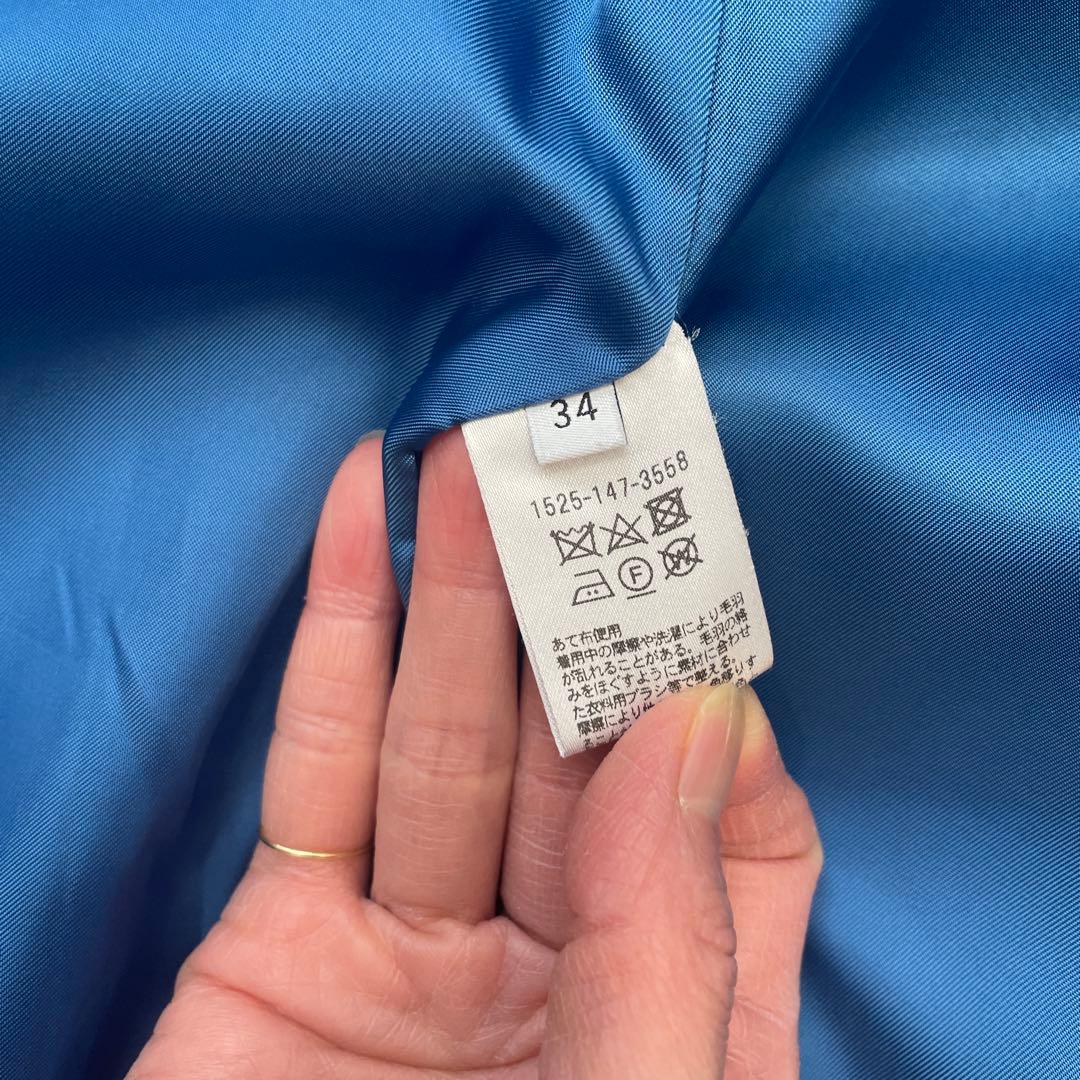 34
1525-147-3558
F
W
あて布使用
着用中の摩擦や洗濯により毛羽
が乱れることがある。毛羽の絡
みをほぐすように素材に合わせ
た衣料用ブラシ等で整える。
摩擦により